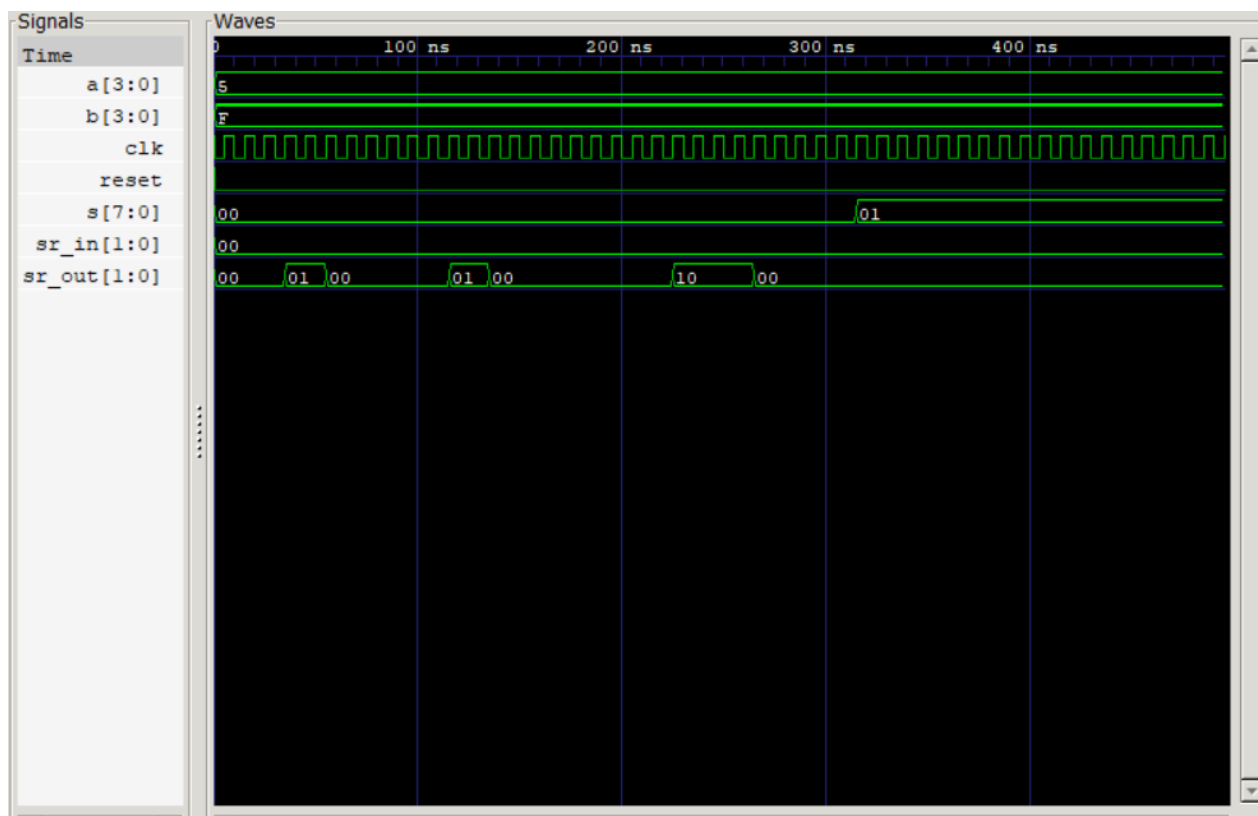 Signals Waves
Time 0 100 ns 200 ns 300 ns 400 ns
a[3:0] 5
b[3:0] F
clk
reset
s[7:0] 00 01
sr_in[1:0] 00
sr_out[1:0] 00 01 00 01 00 10 00